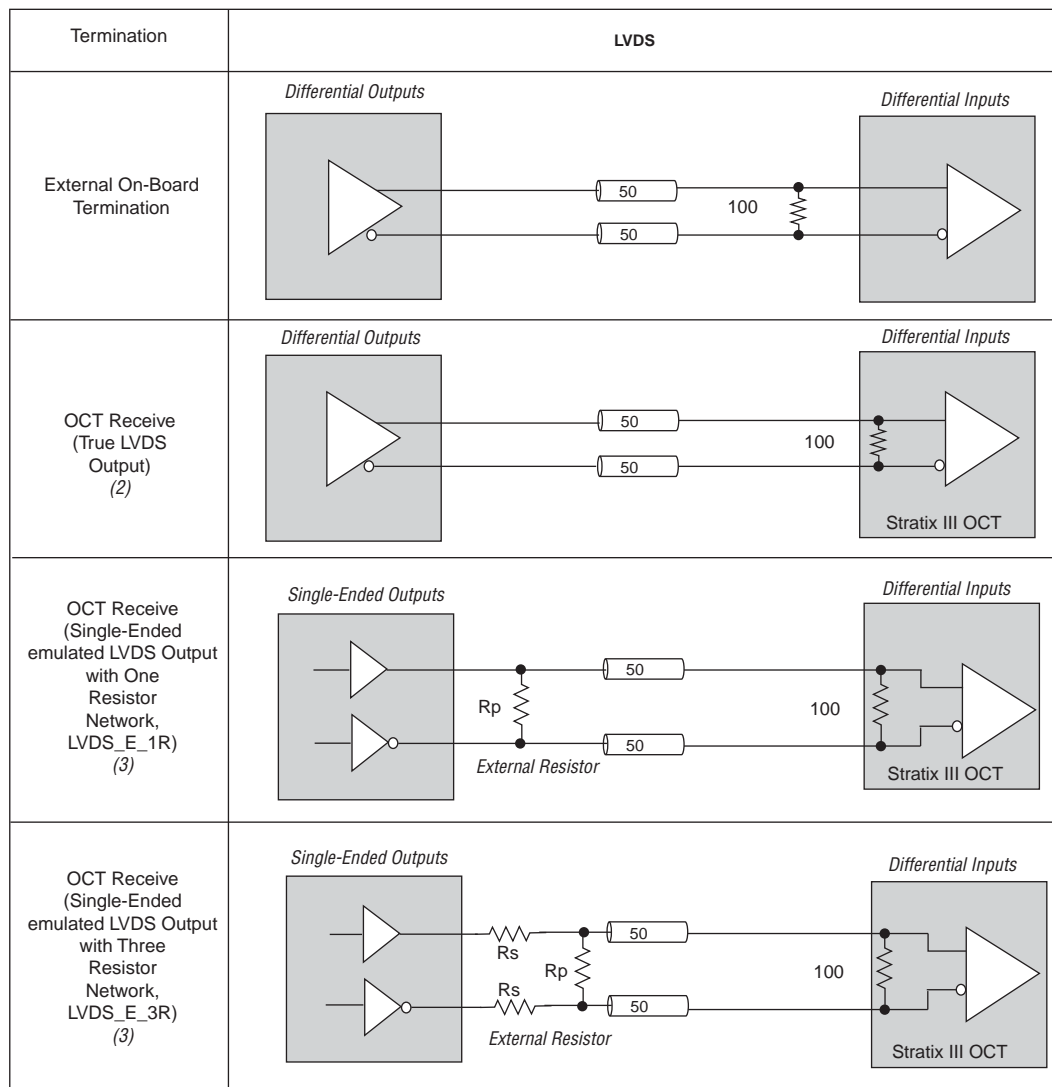 Termination
LVDS
External On-Board
Termination
Differential Outputs
Differential Inputs
50
50
100
OCT Receive
(True LVDS
Output)
(2)
Differential Outputs
Differential Inputs
50
50
100
Stratix III OCT
OCT Receive
(Single-Ended
emulated LVDS Output
with One
Resistor
Network,
LVDS_E_1R)
(3)
Single-Ended Outputs
Differential Inputs
50
Rp
100
50
External Resistor
Stratix III OCT
OCT Receive
(Single-Ended
emulated LVDS Output
with Three
Resistor
Network,
LVDS_E_3R)
(3)
Single-Ended Outputs
Differential Inputs
50
Rs
Rp
100
Rs
50
External Resistor
Stratix III OCT